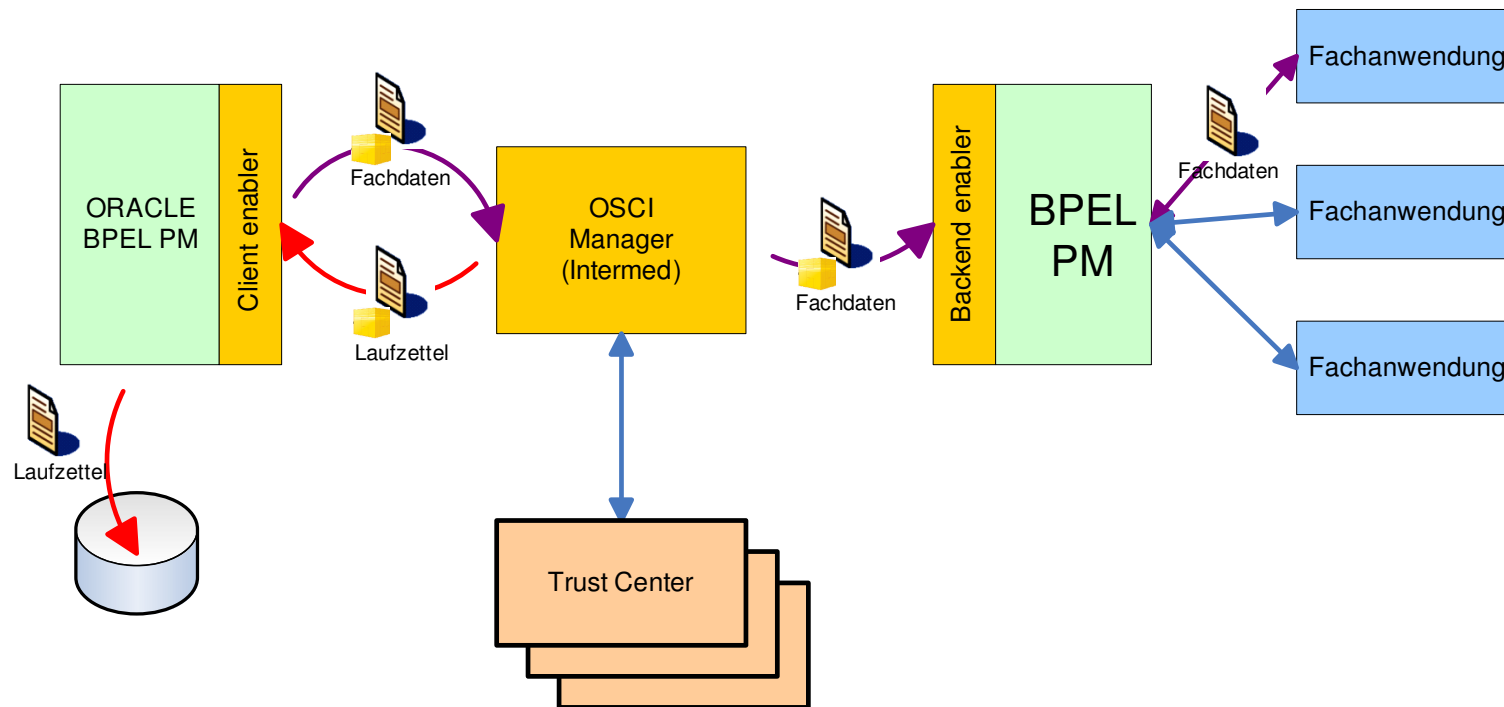 ORACLE
BPEL PM
Client enabler
Fachdaten
Laufzettel
Laufzettel
OSCI
Manager
(Intermed)
Trust Center
Fachdaten
Backend enabler
BPEL
PM
Fachdaten
Fachanwendung
Fachanwendung
Fachanwendung